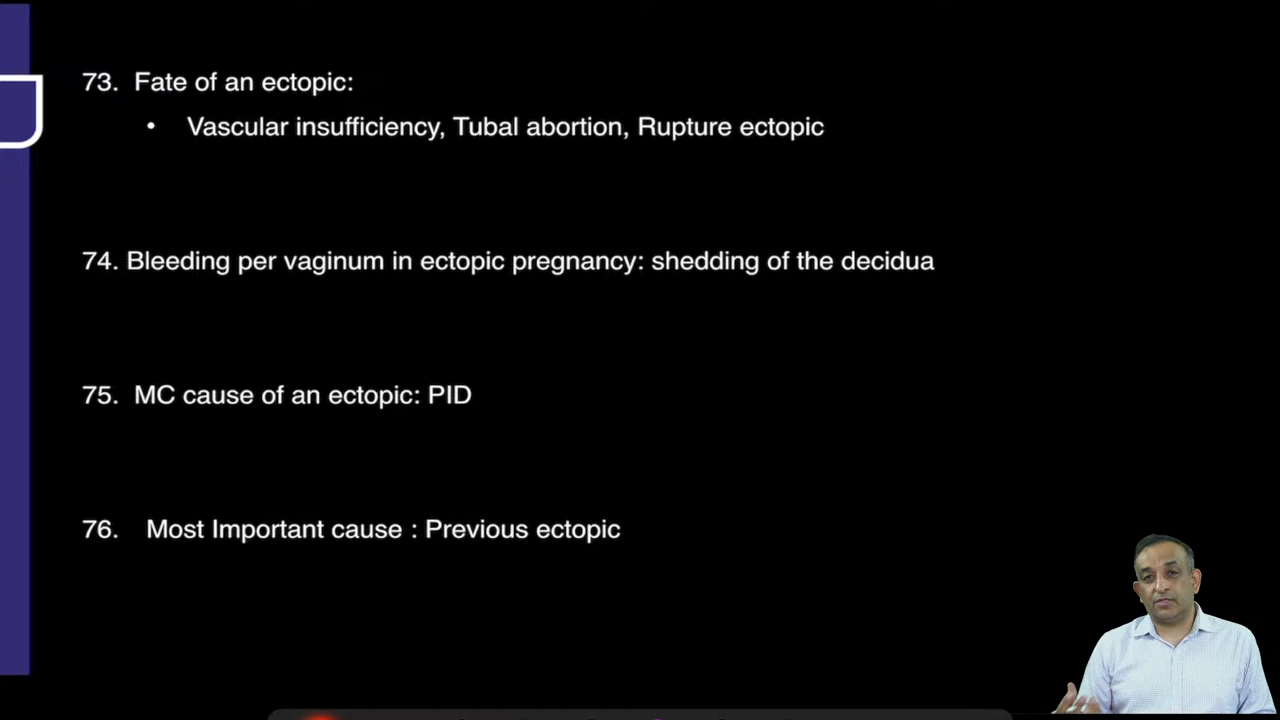 73. Fate of an ectopic:
• Vascular insufficiency, Tubal abortion, Rupture ectopic
74. Bleeding per vaginum in ectopic pregnancy: shedding of the decidua
75. MC cause of an ectopic: PID
76. Most Important cause : Previous ectopic